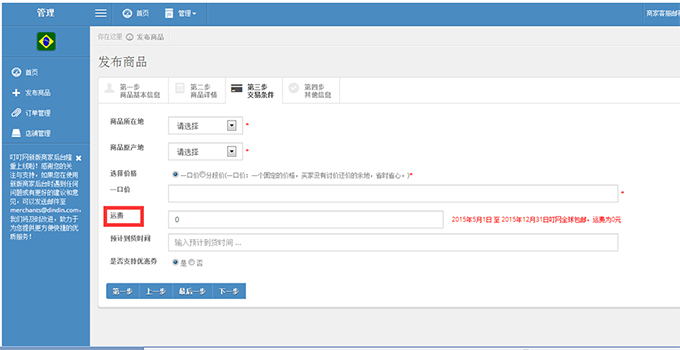 管理
首页
管理
商家客服邮
你在这里
发布商品
首页
发布商品
订单管理
店铺管理
叮叮网新版商家后台隆
重上线啦！感谢您的关
注与支持，如果您在使用
新版商家后台时遇到任何
问题或有更好的建议和意
见，可以发送邮件至
merchants@dindin.com，
我们将及时改进，致力于
为您提供更方便快捷的优
质服务！
发布商品
第一步
商品基本信息
第二步
商品详情
第三步
交易条件
第四步
其他信息
商品所在地
请选择
*
商品原产地
请选择
*
选择价格
一口价 分段价(一口价：一个固定的价格，买家没有讨价还价的余地，省时省心。)*
一口价
*
运费
0
2015年5月1日 至 2015年12月31日叮网全球包邮，运惠为0元
预计到货时间
输入预计到货时间 ...
是否支持优惠券
是 否
第一步
上一步
最后一步
下一步